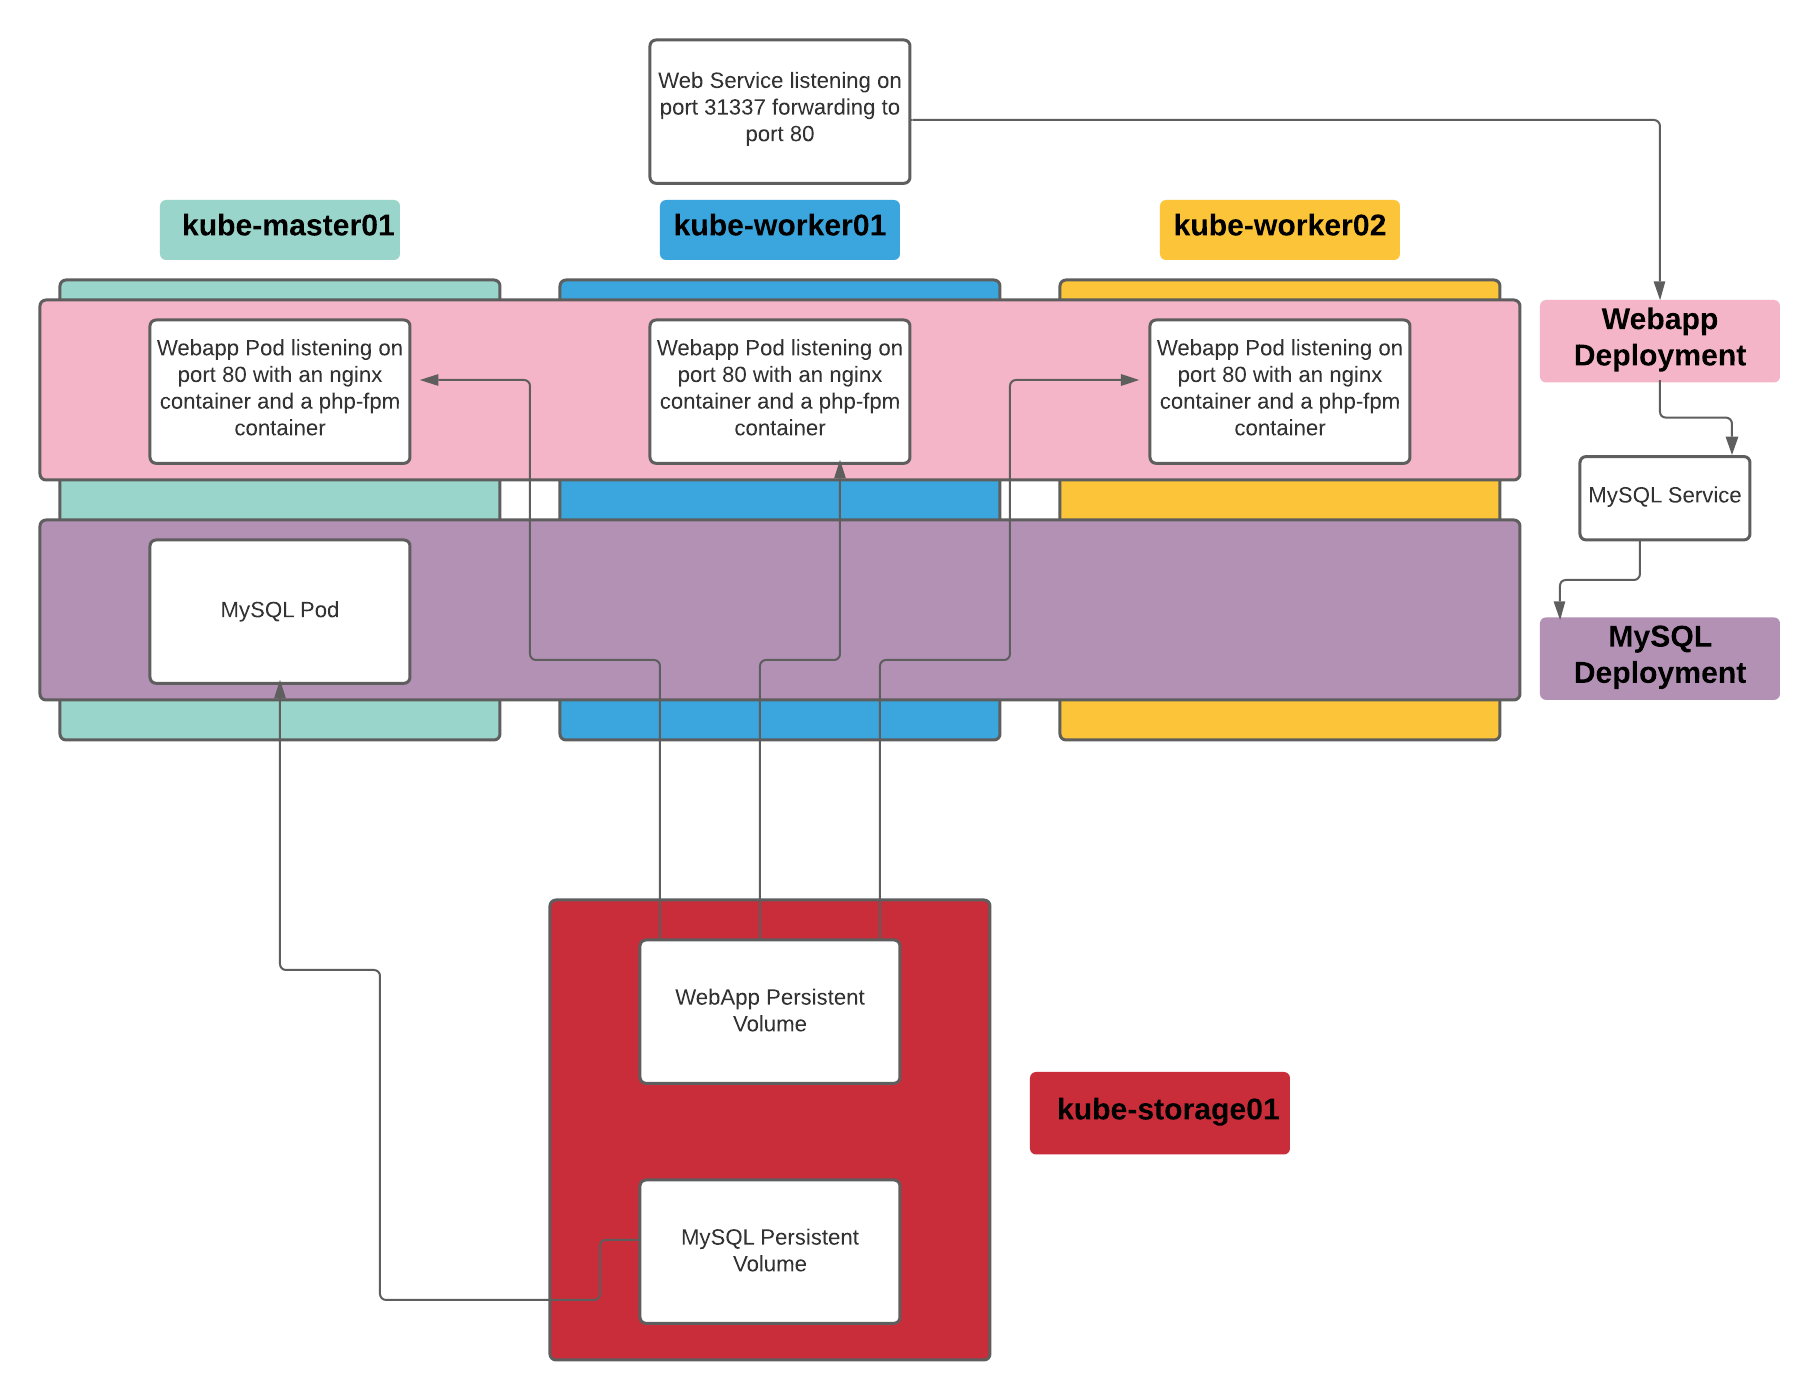 Web Service listening on
port 31337 forwarding to
port 80
kube-master01
kube-worker01
kube-worker02
Webapp Pod listening on
port 80 with an nginx
container and a php-fpm
container
Webapp Pod listening on
port 80 with an nginx
container and a php-fpm
container
Webapp Pod listening on
port 80 with an nginx
container and a php-fpm
container
Webapp
Deployment
MySQL Service
MySQL Pod
MySQL
Deployment
WebApp Persistent
Volume
kube-storage01
MySQL Persistent
Volume